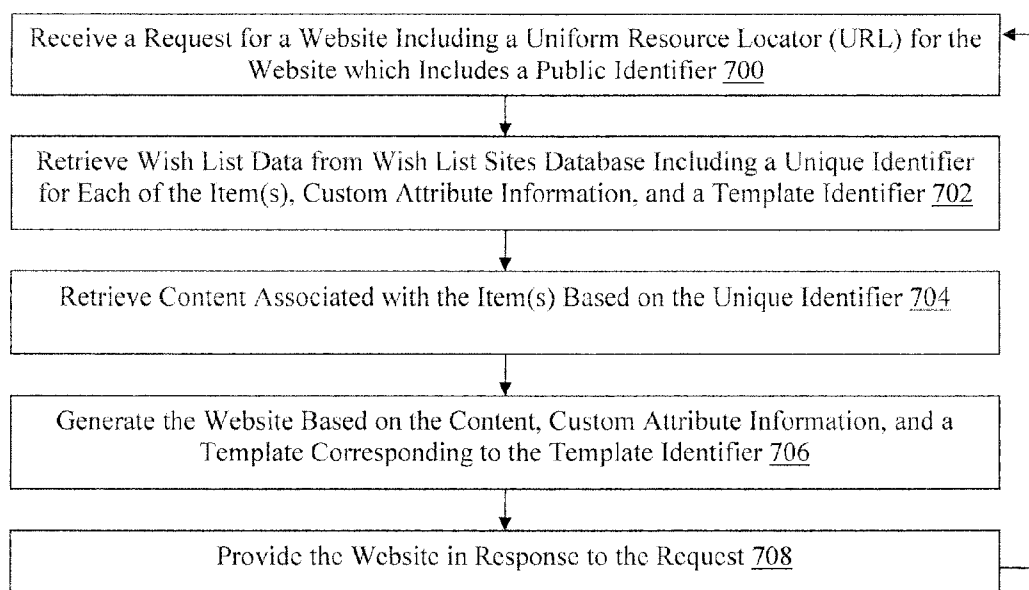 Receive a Request for a Website Including a Uniform Resource Locator (URL) for the
Website which Includes a Public Identifier 700
Retrieve Wish List Data from Wish List Sites Database Including a Unique Identifier
for Each of the Item(s), Custom Attribute Information, and a Template Identifier 702
Retrieve Content Associated with the Item(s) Based on the Unique Identifier 704
Generate the Website Based on the Content, Custom Attribute Information, and a
Template Corresponding to the Template Identifier 706
Provide the Website in Response to the Request 708